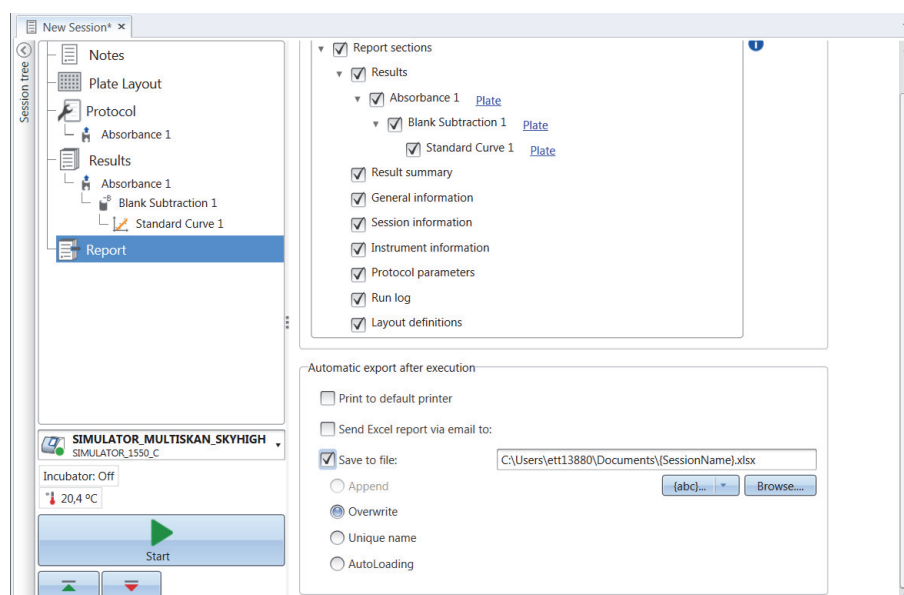 New Session* ×
Session tree
Notes
Plate Layout
Protocol
Absorbance 1
Results
Absorbance 1
Blank Subtraction 1
Standard Curve 1
Report
SIMULATOR_MULTISKAN_SKYHIGH
SIMULATOR_1550_C
Incubator: Off
20,4 ºC
Start
Report sections
Results
Absorbance 1 Plate
Blank Subtraction 1 Plate
Standard Curve 1 Plate
Result summary
General information
Session information
Instrument information
Protocol parameters
Run log
Layout definitions
Automatic export after execution
Print to default printer
Send Excel report via email to:
Save to file: C:\Users\ett13880\Documents\{SessionName}.xlsx
Append {abc}... Browse....
Overwrite
Unique name
AutoLoading